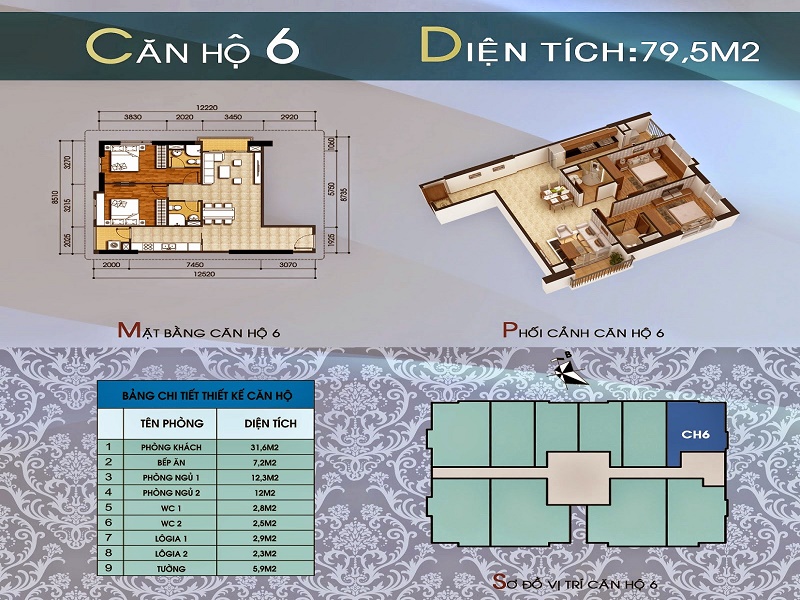 CĂN HỘ 6
DIỆN TÍCH:79,5M2
12220
3830 2020 3450 2920
8510
3270
3215
2025
1060
5750
1925
8735
2000 7450 3070
12520
MẶT BẰNG CĂN HỘ 6
PHỐI CẢNH CĂN HỘ 6
BẢNG CHI TIẾT THIẾT KẾ CĂN HỘ
TÊN PHÒNG DIỆN TÍCH
1 PHÒNG KHÁCH 31,6M2
2 BẾP ĂN 7,2M2
3 PHÒNG NGỦ 1 12,3M2
4 PHÒNG NGỦ 2 12M2
5 WC 1 2,8M2
6 WC 2 2,5M2
7 LÔGIA 1 2,9M2
8 LÔGIA 2 2,3M2
9 TƯỜNG 5,9M2
B
CH6
SƠ ĐỒ VỊ TRÍ CĂN HỘ 6